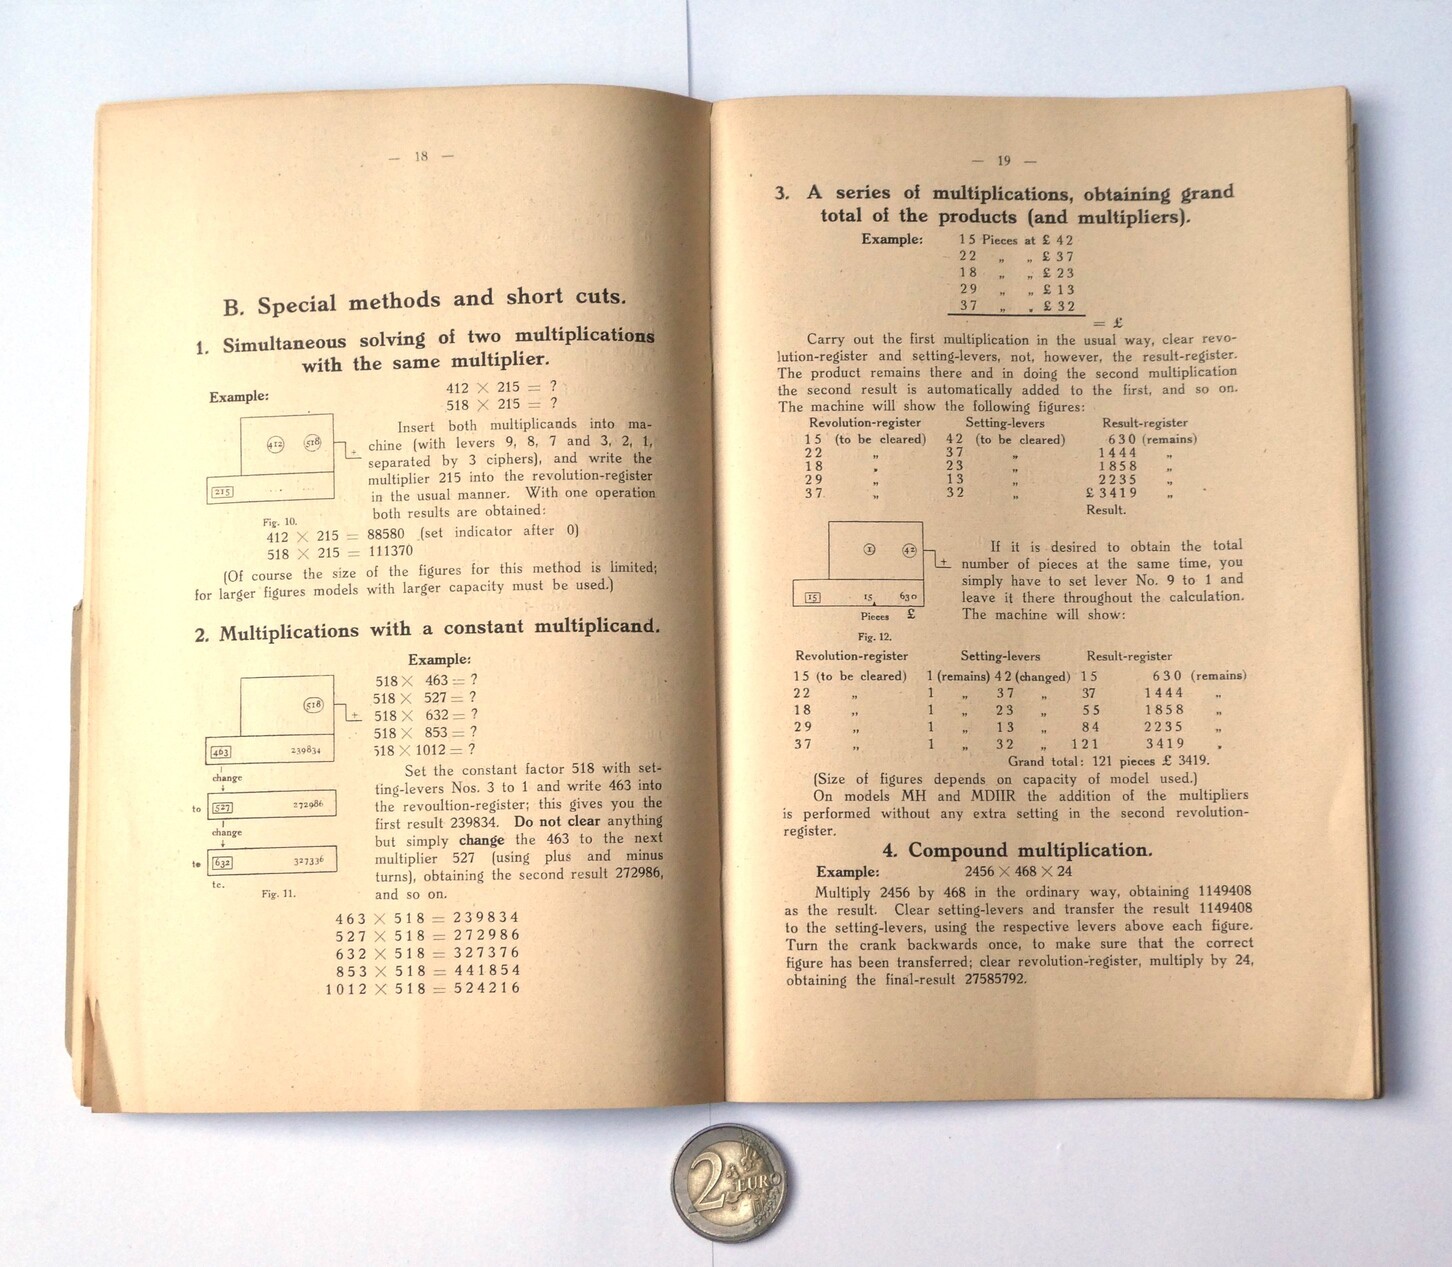 — 18 —
B. Special methods and short cuts.
1. Simultaneous solving of two multiplications
with the same multiplier.
Example:
412 × 215 = ?
518 × 215 = ?
412 518
+
215
Fig. 10.
Insert both multiplicands into ma-
chine (with levers 9, 8, 7 and 3, 2, 1,
separated by 3 ciphers), and write the
multiplier 215 into the revolution-register
in the usual manner. With one operation
both results are obtained:
412 × 215 = 88580 (set indicator after 0)
518 × 215 = 111370
(Of course the size of the figures for this method is limited;
for larger figures models with larger capacity must be used.)
2. Multiplications with a constant multiplicand.
Example:
518 × 463 = ?
518 × 527 = ?
518 × 632 = ?
518 × 853 = ?
518 × 1012 = ?
518
+
463 239834
change
to 527 272986
change
to 632 327336
tc.
Fig. 11.
Set the constant factor 518 with set-
ting-levers Nos. 3 to 1 and write 463 into
the revoultion-register; this gives you the
first result 239834. Do not clear anything
but simply change the 463 to the next
multiplier 527 (using plus and minus
turns), obtaining the second result 272986,
and so on.
463 × 518 = 239834
527 × 518 = 272986
632 × 518 = 327376
853 × 518 = 441854
1012 × 518 = 524216
— 19 —
3. A series of multiplications, obtaining grand
total of the products (and multipliers).
Example: 15 Pieces at £ 42
22 „ „ £ 37
18 „ „ £ 23
29 „ „ £ 13
37 „ „ £ 32
= £
Carry out the first multiplication in the usual way, clear revo-
lution-register and setting-levers, not, however, the result-register.
The product remains there and in doing the second multiplication
the second result is automatically added to the first, and so on.
The machine will show the following figures:
Revolution-register Setting-levers Result-register
15 (to be cleared) 42 (to be cleared) 630 (remains)
22 „ 37 „ 1444 „
18 „ 23 „ 1858 „
29 „ 13 „ 2235 „
37 „ 32 „ £ 3419 „
Result.
1 42
+
15 15 630
Pieces £
Fig. 12.
If it is desired to obtain the total
number of pieces at the same time, you
simply have to set lever No. 9 to 1 and
leave it there throughout the calculation.
The machine will show:
Revolution-register Setting-levers Result-register
15 (to be cleared) 1 (remains) 42 (changed) 15 630 (remains)
22 „ 1 „ 37 „ 37 1444 „
18 „ 1 „ 23 „ 55 1858 „
29 „ 1 „ 13 „ 84 2235 „
37 „ 1 „ 32 „ 121 3419 „
Grand total: 121 pieces £ 3419.
(Size of figures depends on capacity of model used.)
On models MH and MDIIR the addition of the multipliers
is performed without any extra setting in the second revolution-
register.
4. Compound multiplication.
Example: 2456 × 468 × 24
Multiply 2456 by 468 in the ordinary way, obtaining 1149408
as the result. Clear setting-levers and transfer the result 1149408
to the setting-levers, using the respective levers above each figure.
Turn the crank backwards once, to make sure that the correct
figure has been transferred; clear revolution-register, multiply by 24,
obtaining the final-result 27585792.
2 EURO